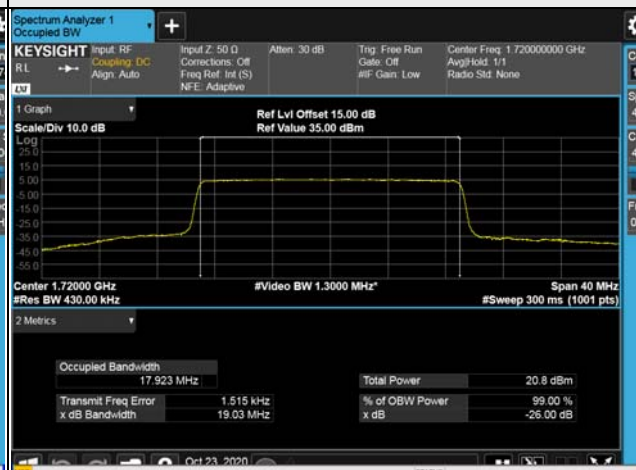 Spectrum Analyzer 1
Occupied BW
KEYSIGHT
RL
LXI
Input: RF
Coupling: DC
Align: Auto
Input Z: 50 Ω
Corrections: Off
Freq Ref: Int (S)
NFE: Adaptive
Atten: 30 dB
Trig: Free Run
Gate: Off
#IF Gain: Low
Center Freq: 1.720000000 GHz
Avg|Hold: 1/1
Radio Std: None
1 Graph
Scale/Div 10.0 dB
Ref Lvl Offset 15.00 dB
Ref Value 35.00 dBm
Log
25.0
15.0
5.00
-5.00
-15.0
-25.0
-35.0
-45.0
-55.0
Center 1.72000 GHz
#Video BW 1.3000 MHz*
Span 40 MHz
#Res BW 430.00 kHz
#Sweep 300 ms (1001 pts)
2 Metrics
Occupied Bandwidth
17.923 MHz
Total Power 20.8 dBm
Transmit Freq Error 1.515 kHz
% of OBW Power 99.00 %
x dB Bandwidth 19.03 MHz
x dB -26.00 dB
Oct 23, 2020